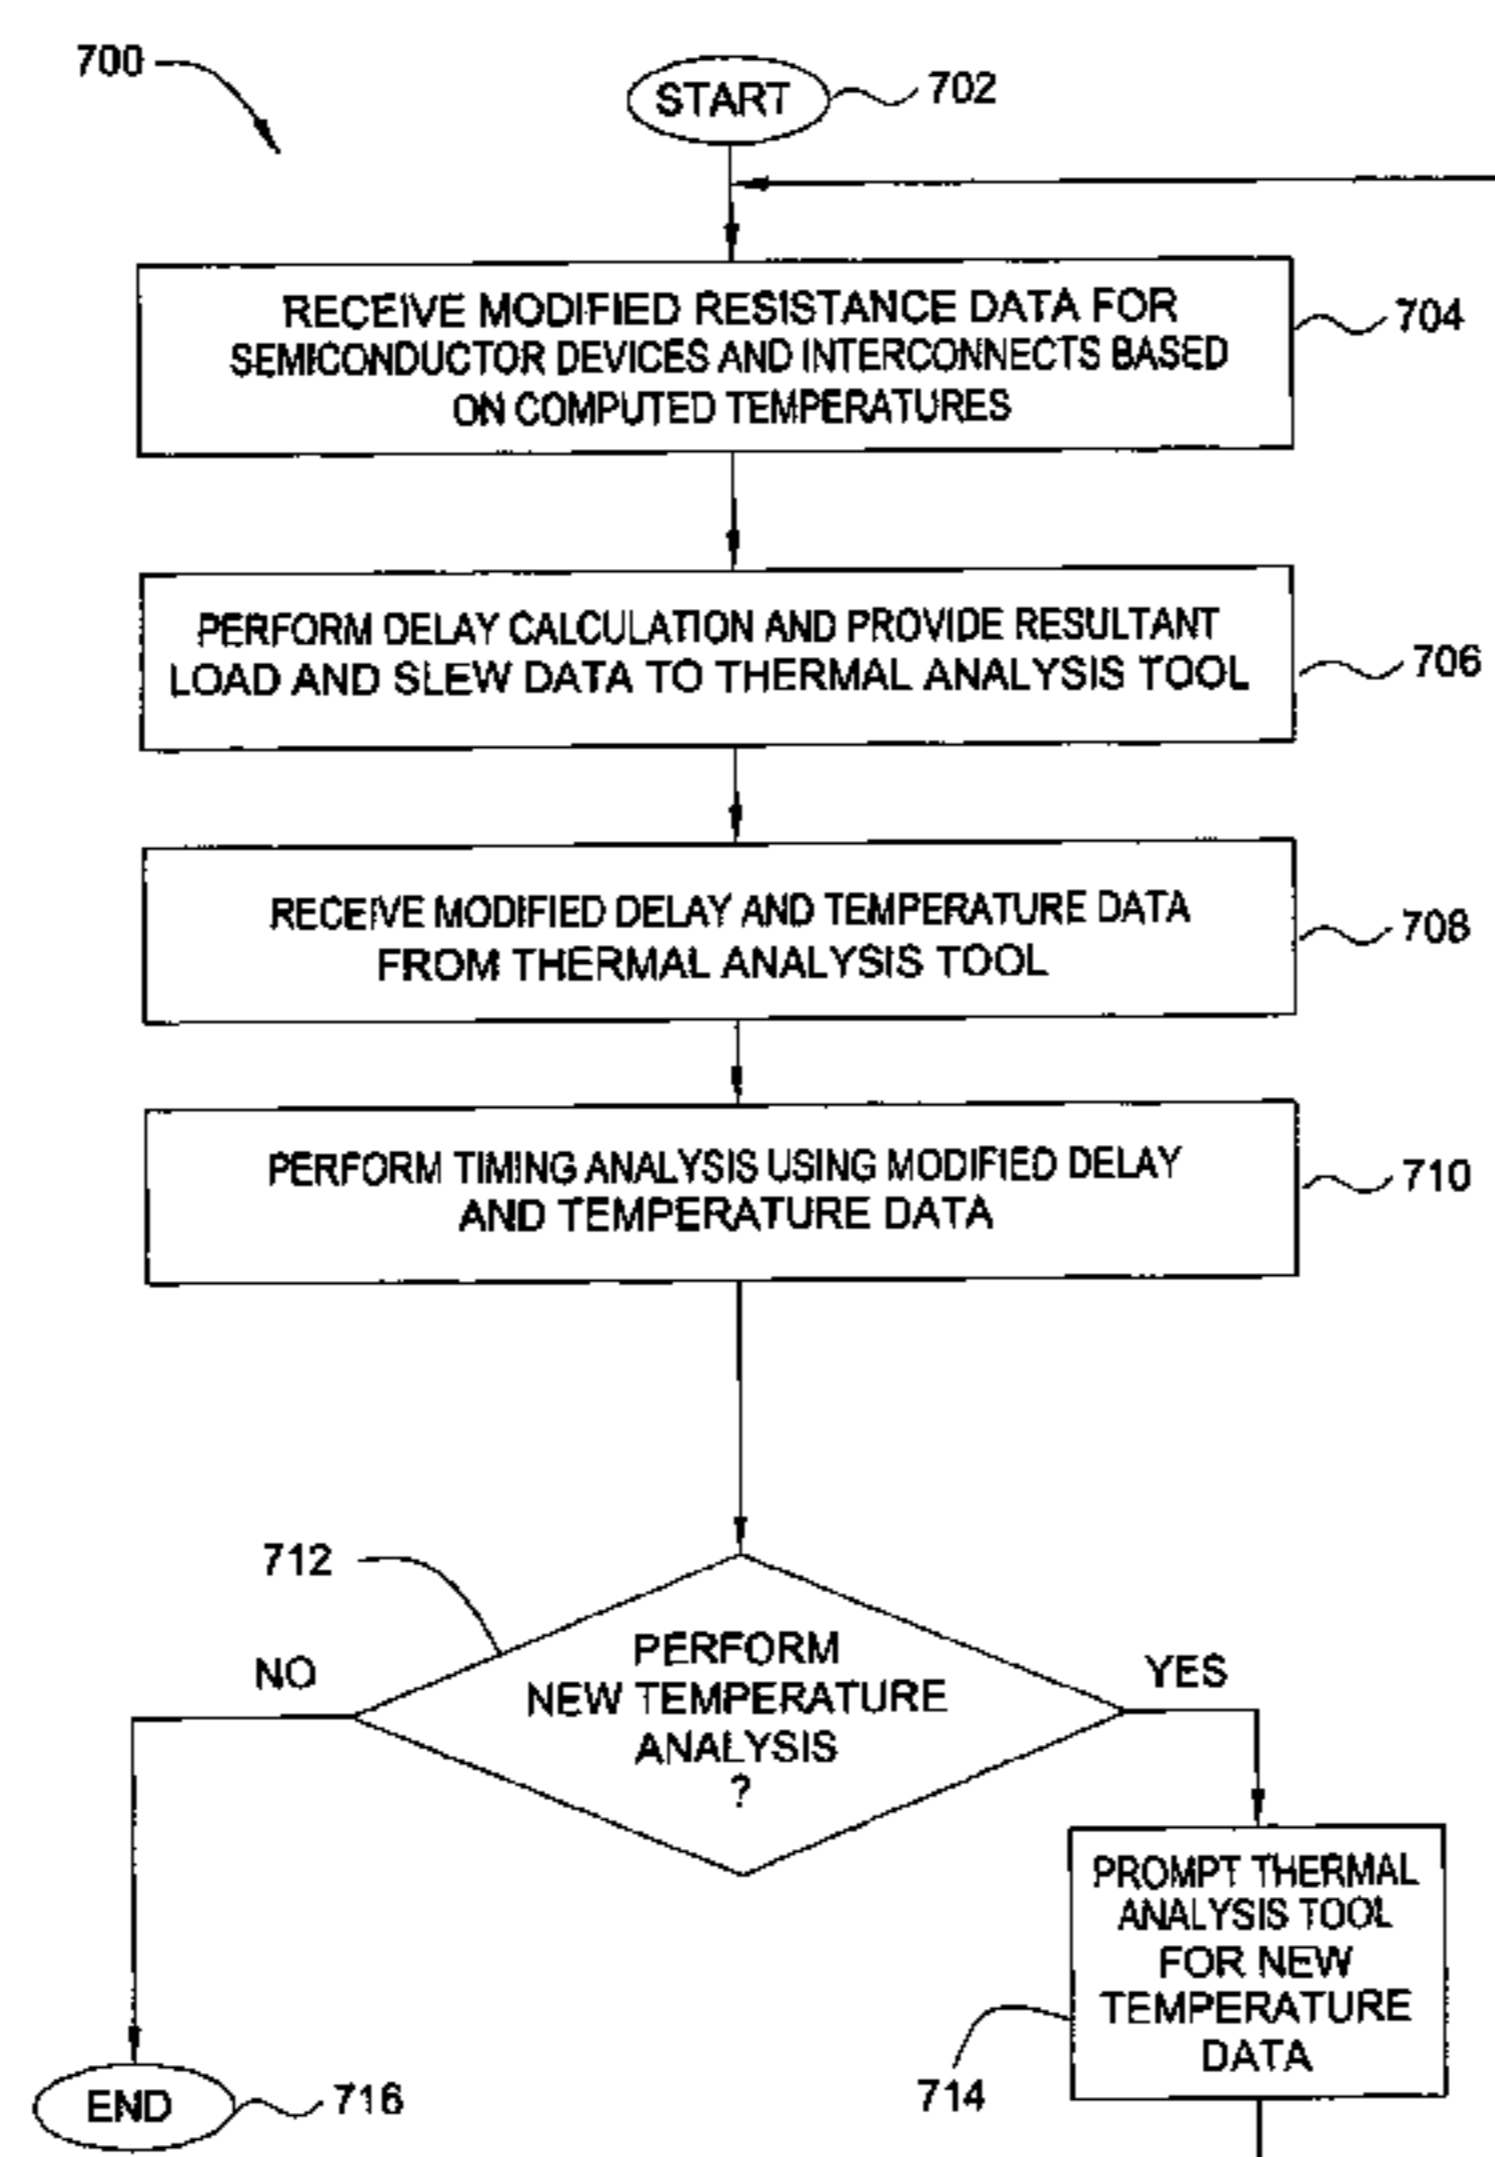 700
START
702
RECEIVE MODIFIED RESISTANCE DATA FOR
SEMICONDUCTOR DEVICES AND INTERCONNECTS BASED
ON COMPUTED TEMPERATURES
704
PERFORM DELAY CALCULATION AND PROVIDE RESULTANT
LOAD AND SLEW DATA TO THERMAL ANALYSIS TOOL
706
RECEIVE MODIFIED DELAY AND TEMPERATURE DATA
FROM THERMAL ANALYSIS TOOL
708
PERFORM TIMING ANALYSIS USING MODIFIED DELAY
AND TEMPERATURE DATA
710
712
NO
PERFORM
NEW TEMPERATURE
ANALYSIS
?
YES
PROMPT THERMAL
ANALYSIS TOOL
FOR NEW
TEMPERATURE
DATA
714
END
716